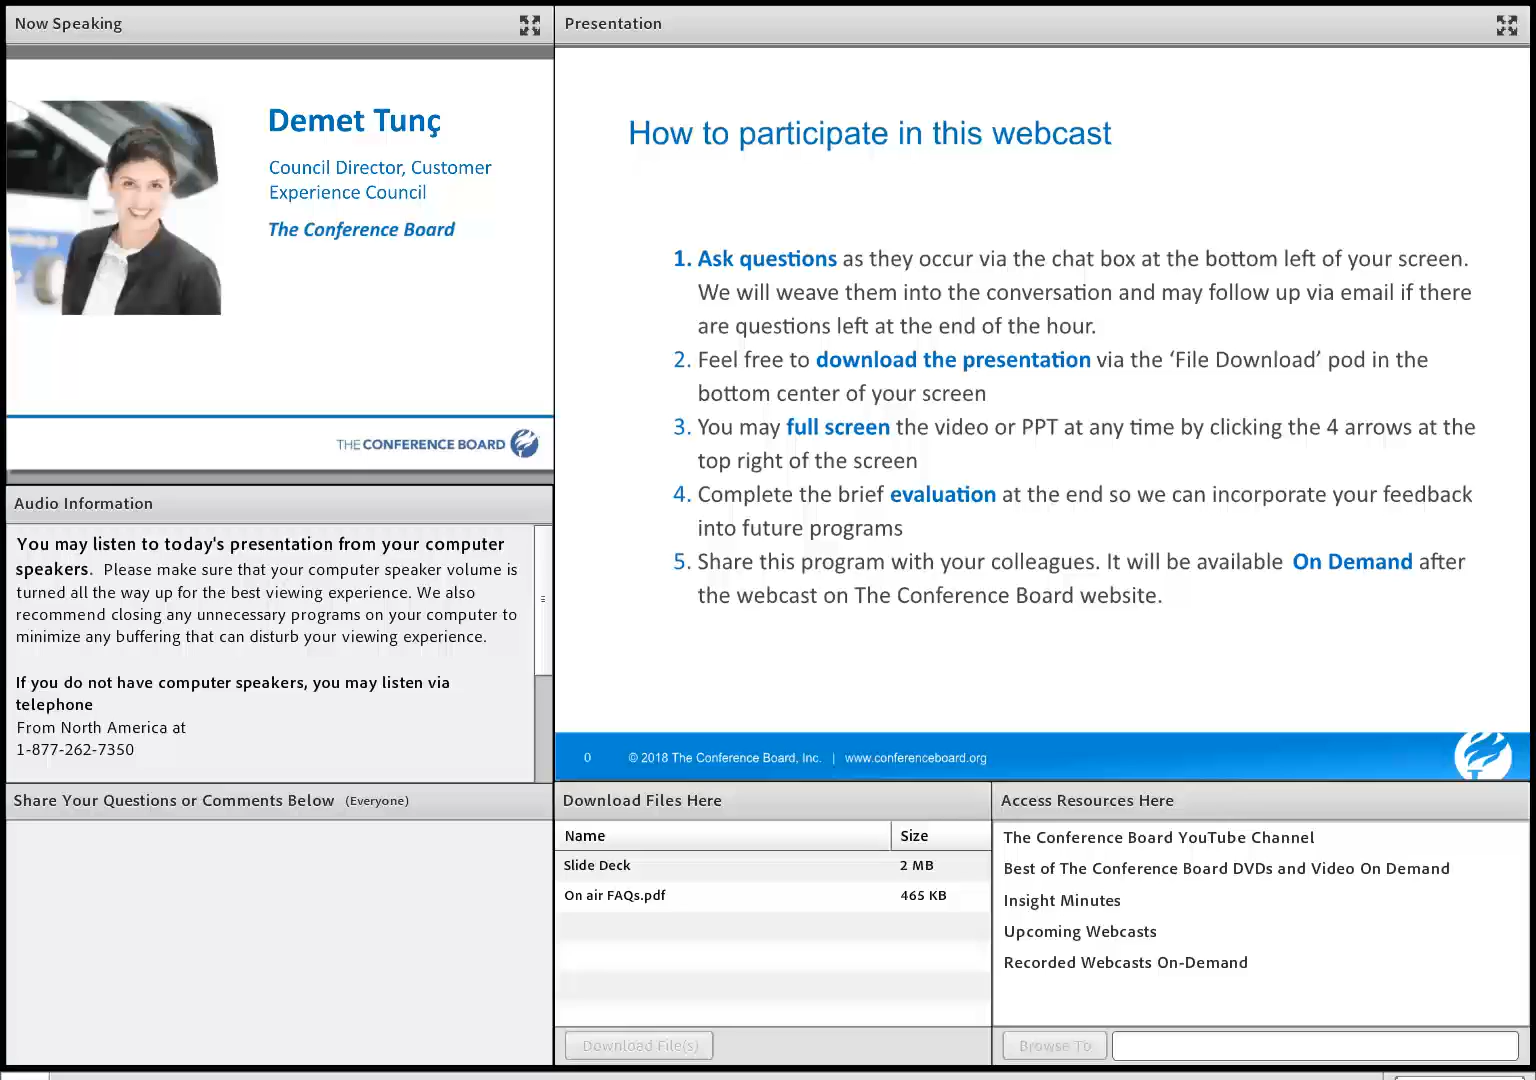 Now Speaking
Demet Tunç
Council Director, Customer
Experience Council
The Conference Board
THE CONFERENCE BOARD
Audio Information
You may listen to today's presentation from your computer
speakers. Please make sure that your computer speaker volume is
turned all the way up for the best viewing experience. We also
recommend closing any unnecessary programs on your computer to
minimize any buffering that can disturb your viewing experience.
If you do not have computer speakers, you may listen via
telephone
From North America at
1-877-262-7350
Share Your Questions or Comments Below (Everyone)
Presentation
How to participate in this webcast
1. Ask questions as they occur via the chat box at the bottom left of your screen.
We will weave them into the conversation and may follow up via email if there
are questions left at the end of the hour.
2. Feel free to download the presentation via the ‘File Download’ pod in the
bottom center of your screen
3. You may full screen the video or PPT at any time by clicking the 4 arrows at the
top right of the screen
4. Complete the brief evaluation at the end so we can incorporate your feedback
into future programs
5. Share this program with your colleagues. It will be available On Demand after
the webcast on The Conference Board website.
0 © 2018 The Conference Board, Inc. | www.conferenceboard.org
Download Files Here
Name Size
Slide Deck 2 MB
On air FAQs.pdf 465 KB
Download File(s)
Access Resources Here
The Conference Board YouTube Channel
Best of The Conference Board DVDs and Video On Demand
Insight Minutes
Upcoming Webcasts
Recorded Webcasts On-Demand
Browse To